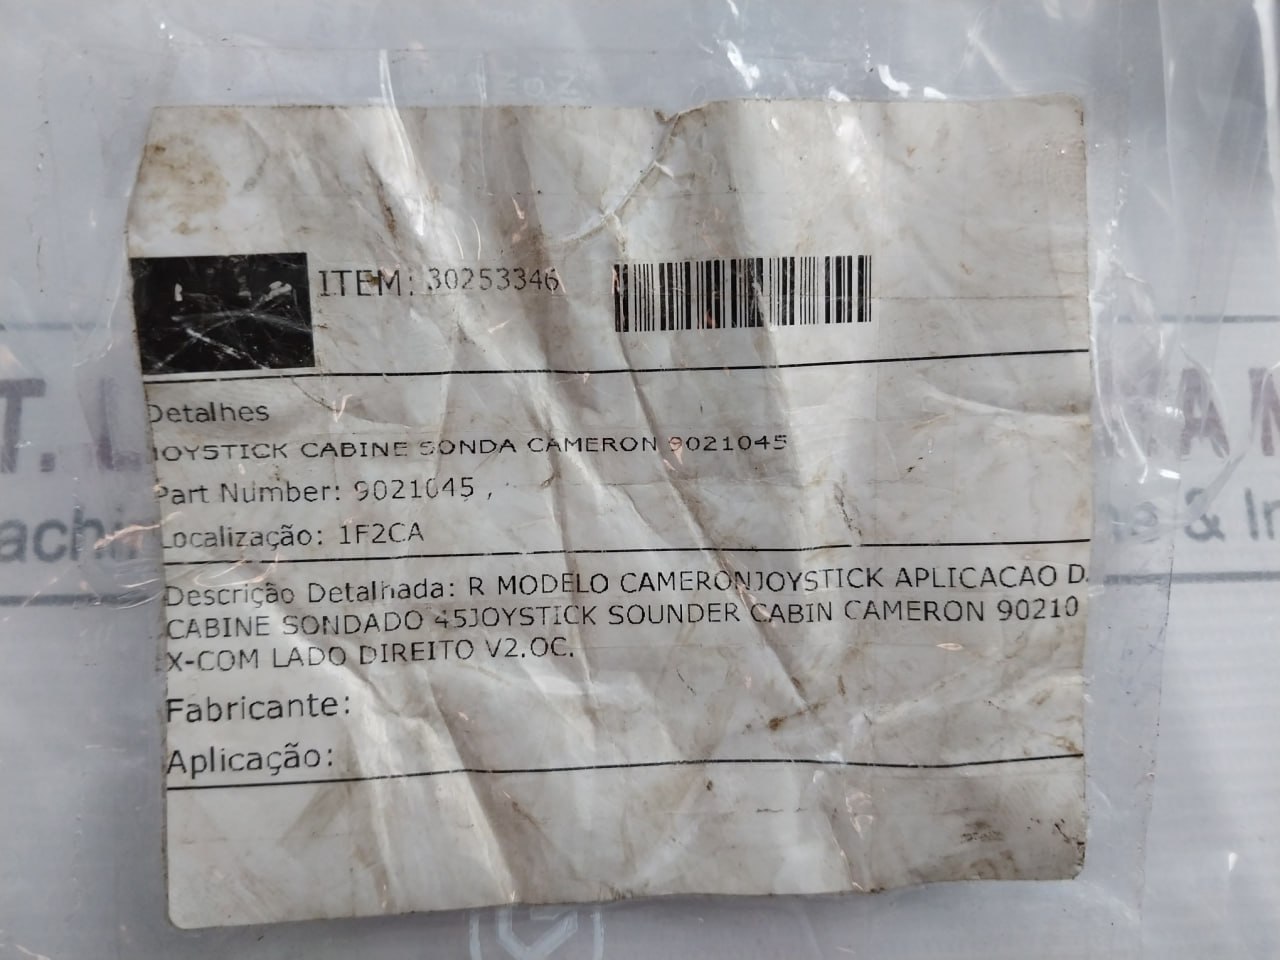 ITEM: 30253346
Detalhes
JOYSTICK CABINE SONDA CAMERON 9021045
Part Number: 9021045 ,
Localização: 1F2CA
Descrição Detalhada: R MODELO CAMERONJOYSTICK APLICACAO D
CABINE SONDADO 45JOYSTICK SOUNDER CABIN CAMERON 90210
X-COM LADO DIREITO V2.0C.
Fabricante:
Aplicação: